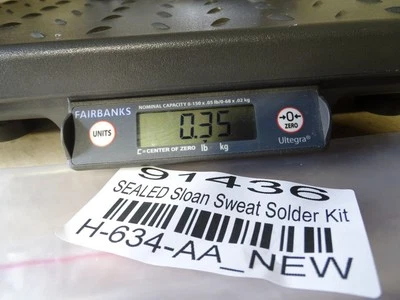 FAIRBANKS
NOMINAL CAPACITY 0-150 x .05 lb/0-68 x .02 kg
UNITS
0.35
→0←
ZERO
C = CENTER OF ZERO lb kg
Ultegra®
91436
SEALED Sloan Sweat Solder Kit
H-634-AA_NEW